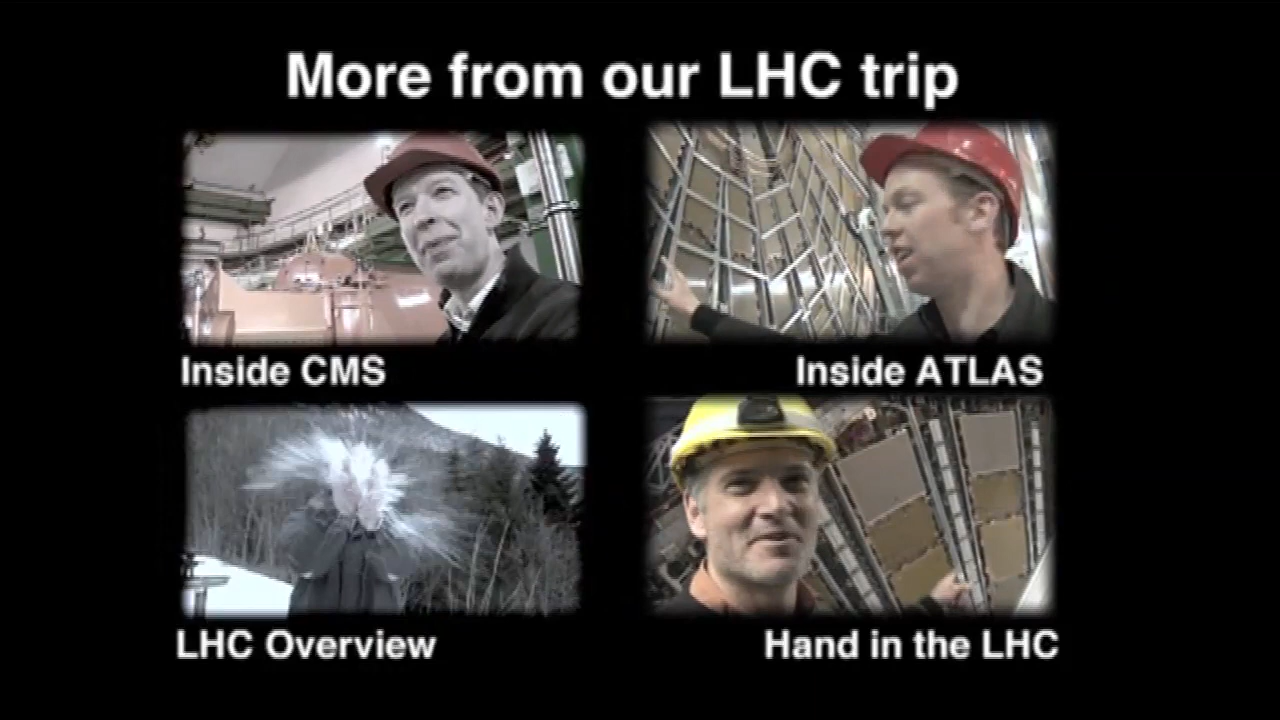 More from our LHC trip
Inside CMS
Inside ATLAS
LHC Overview
Hand in the LHC